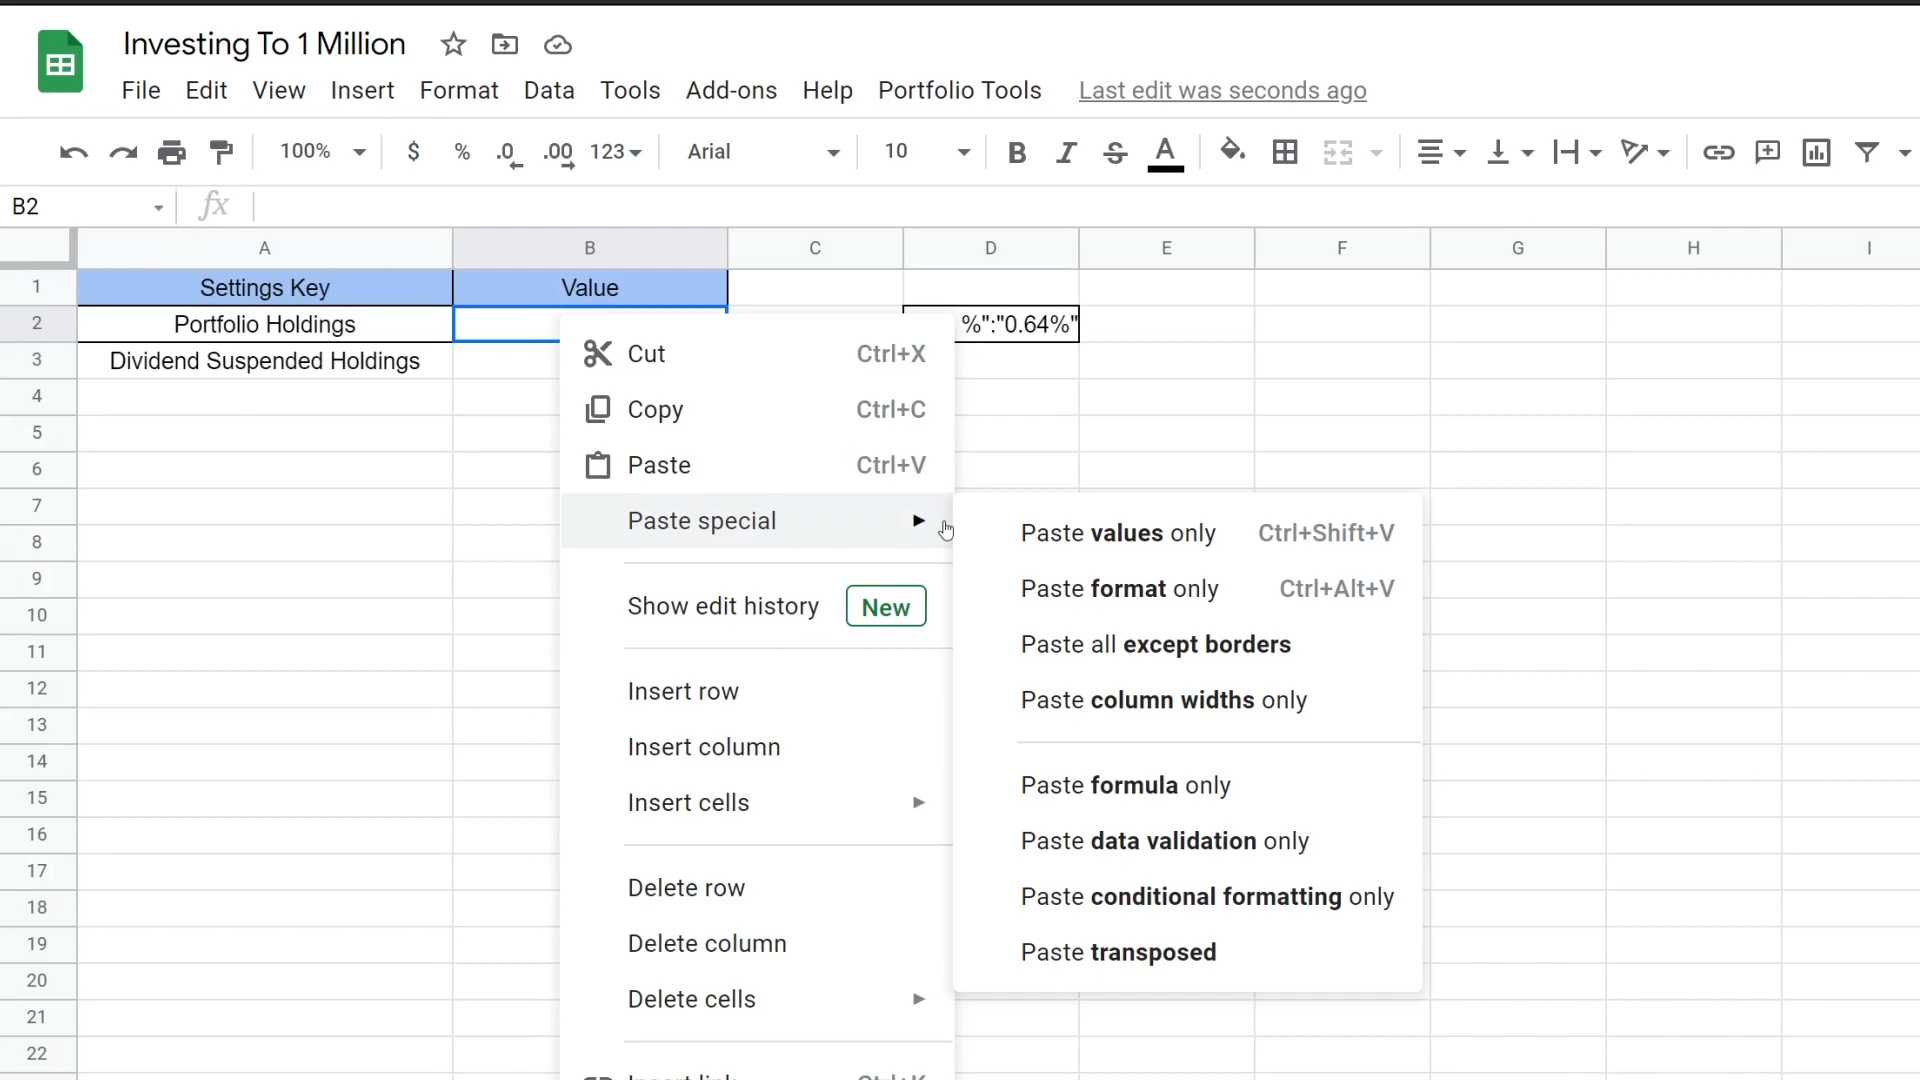 Investing To 1 Million
File Edit View Insert Format Data Tools Add-ons Help Portfolio Tools Last edit was seconds ago
100% $ % .0 .00 123 Arial 10 B I S A
B2 fx
A B C D E F G H I
1 Settings Key Value
2 Portfolio Holdings %":"0.64%"
3 Dividend Suspended Holdings
4
5
6
7
8
9
10
11
12
13
14
15
16
17
18
19
20
21
22
Cut Ctrl+X
Copy Ctrl+C
Paste Ctrl+V
Paste special
Show edit history New
Insert row
Insert column
Insert cells
Delete row
Delete column
Delete cells
Insert link Ctrl+K
Paste values only Ctrl+Shift+V
Paste format only Ctrl+Alt+V
Paste all except borders
Paste column widths only
Paste formula only
Paste data validation only
Paste conditional formatting only
Paste transposed